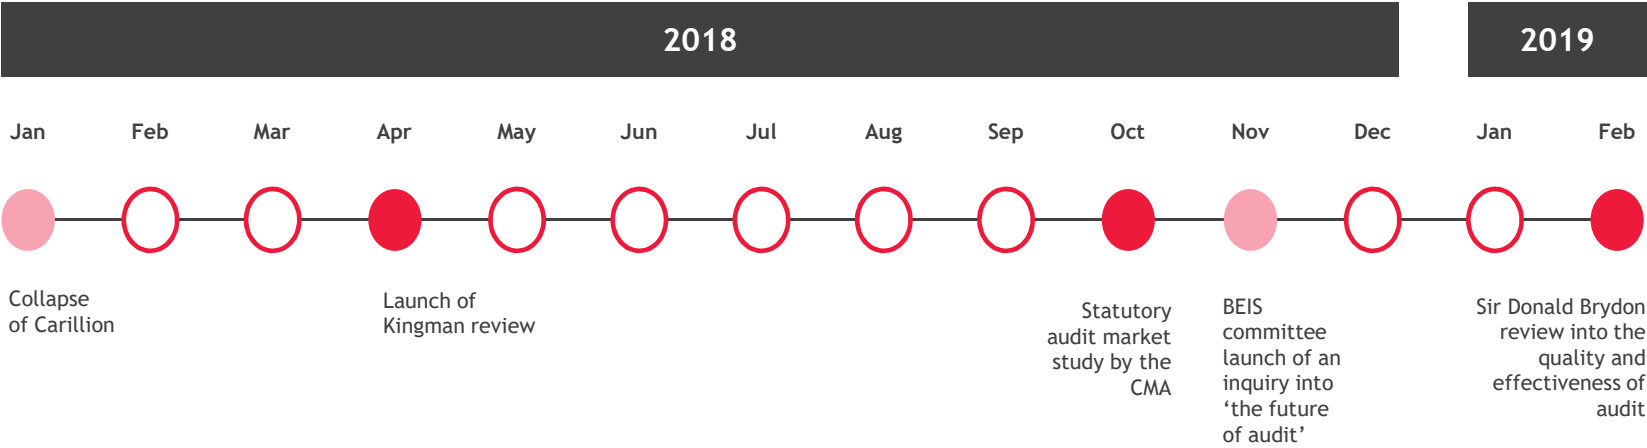 2018
2019
Jan Feb Mar Apr May Jun Jul Aug Sep Oct Nov Dec Jan Feb
Collapse
of Carillion
Launch of
Kingman review
Statutory
audit market
study by the
CMA
BEIS
committee
launch of an
inquiry into
‘the future
of audit’
Sir Donald Brydon
review into the
quality and
effectiveness of
audit